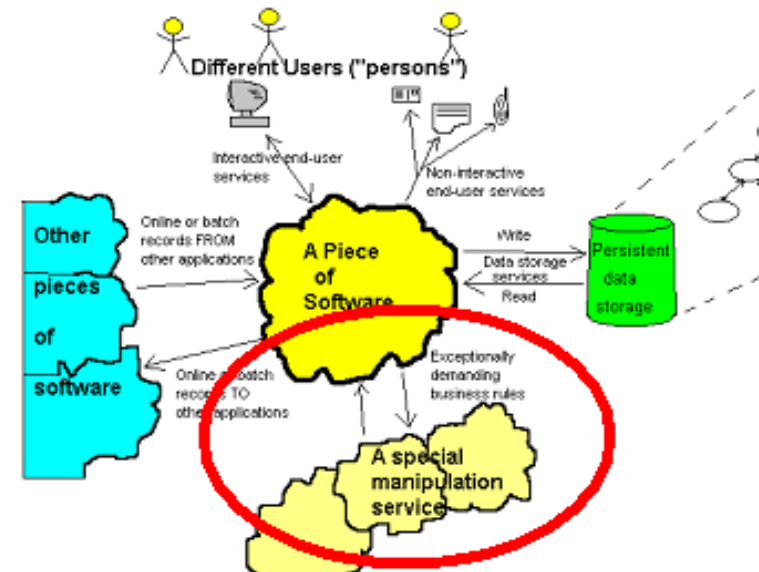 Different Users ("persons")
Interactive end-user
services
Non-interactive
end-user services
Other
pieces
of
software
Online or batch
records FROM
other applications
A Piece
of
Software
Write
Data storage
services
Read
Persistent
data
storage
Online or batch
records TO
other applications
Exceptionally
demanding
business rules
A special
manipulation
service